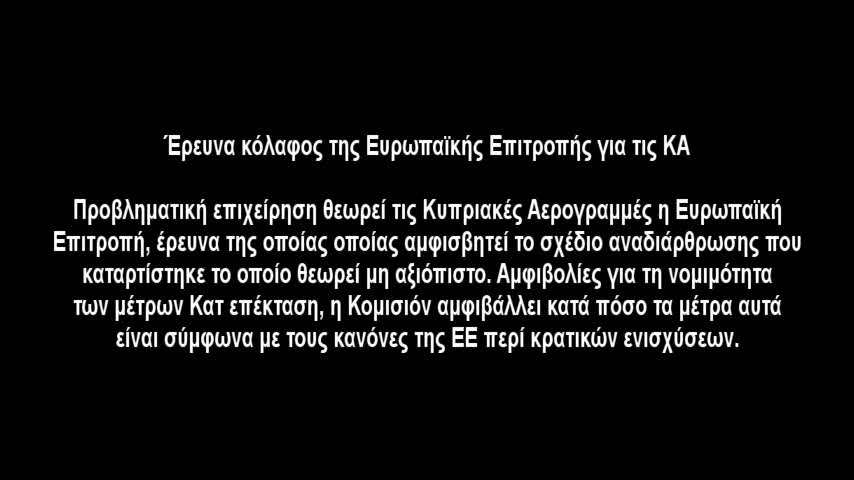 Έρευνα κόλαφος της Ευρωπαϊκής Επιτροπής για τις ΚΑ
Προβληματική επιχείρηση θεωρεί τις Κυπριακές Αερογραμμές η Ευρωπαϊκή
Επιτροπή, έρευνα της οποίας οποίας αμφισβητεί το σχέδιο αναδιάρθρωσης που
καταρτίστηκε το οποίο θεωρεί μη αξιόπιστο. Αμφιβολίες για τη νομιμότητα
των μέτρων Κατ επέκταση, η Κομισιόν αμφιβάλλει κατά πόσο τα μέτρα αυτά
είναι σύμφωνα με τους κανόνες της ΕΕ περί κρατικών ενισχύσεων.